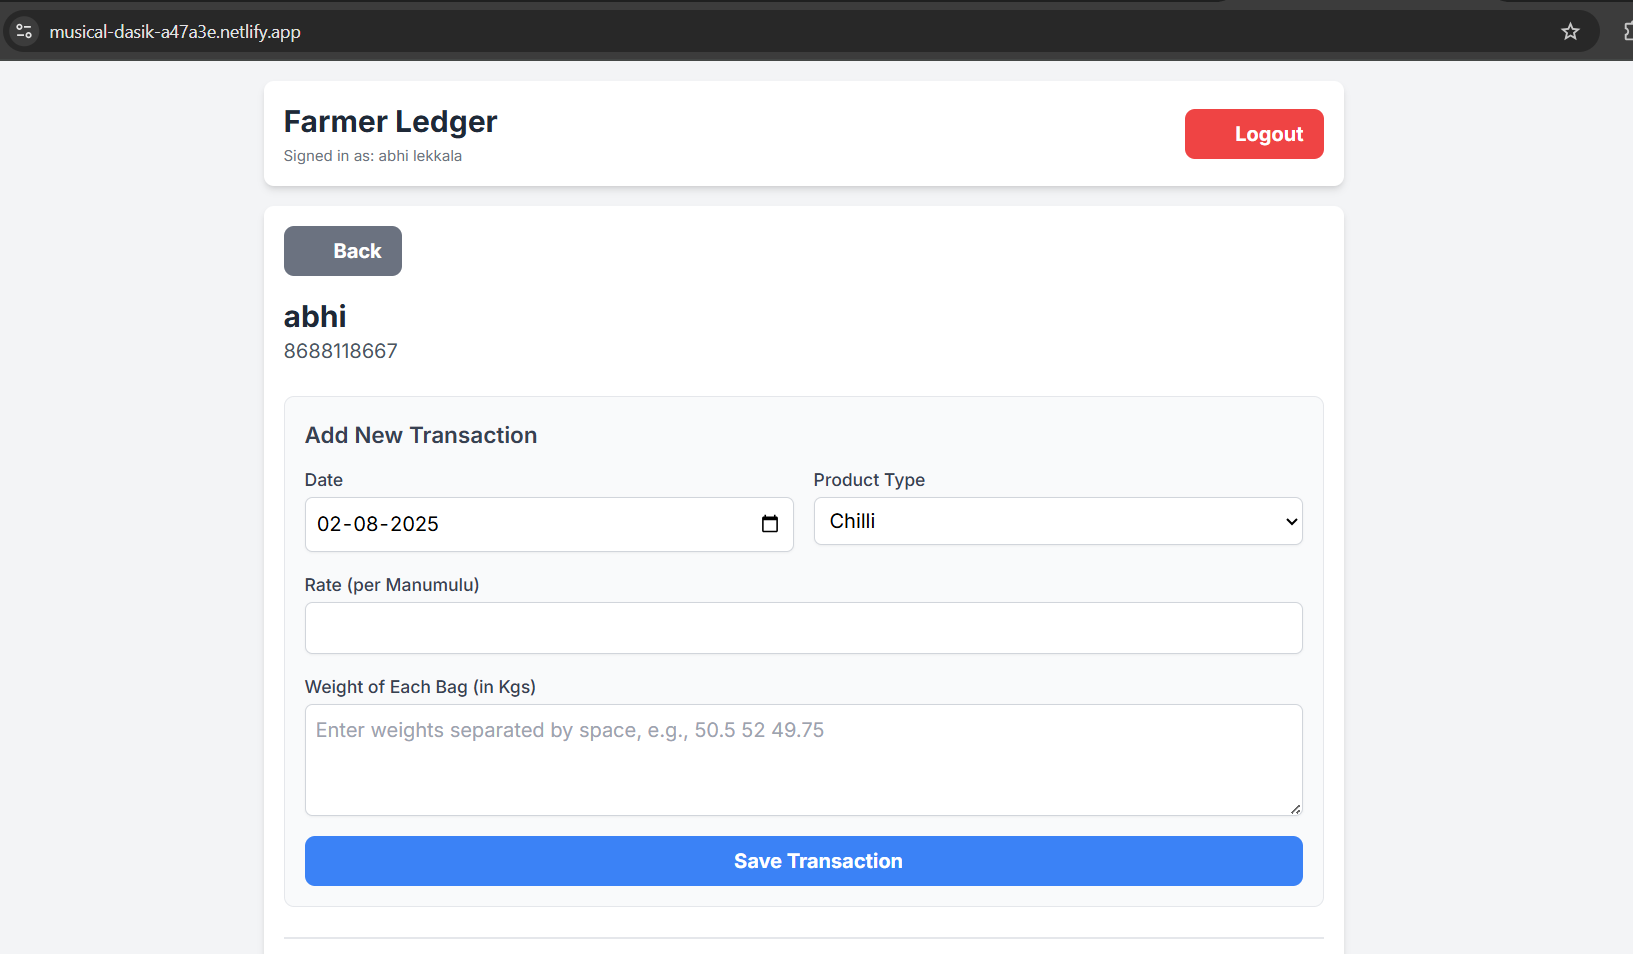 musical-dasik-a47a3e.netlify.app
Farmer Ledger
Signed in as: abhi lekkala
Logout
Back
abhi
8688118667
Add New Transaction
Date
Product Type
02-08-2025
Chilli
Rate (per Manumulu)
Weight of Each Bag (in Kgs)
Enter weights separated by space, e.g., 50.5 52 49.75
Save Transaction